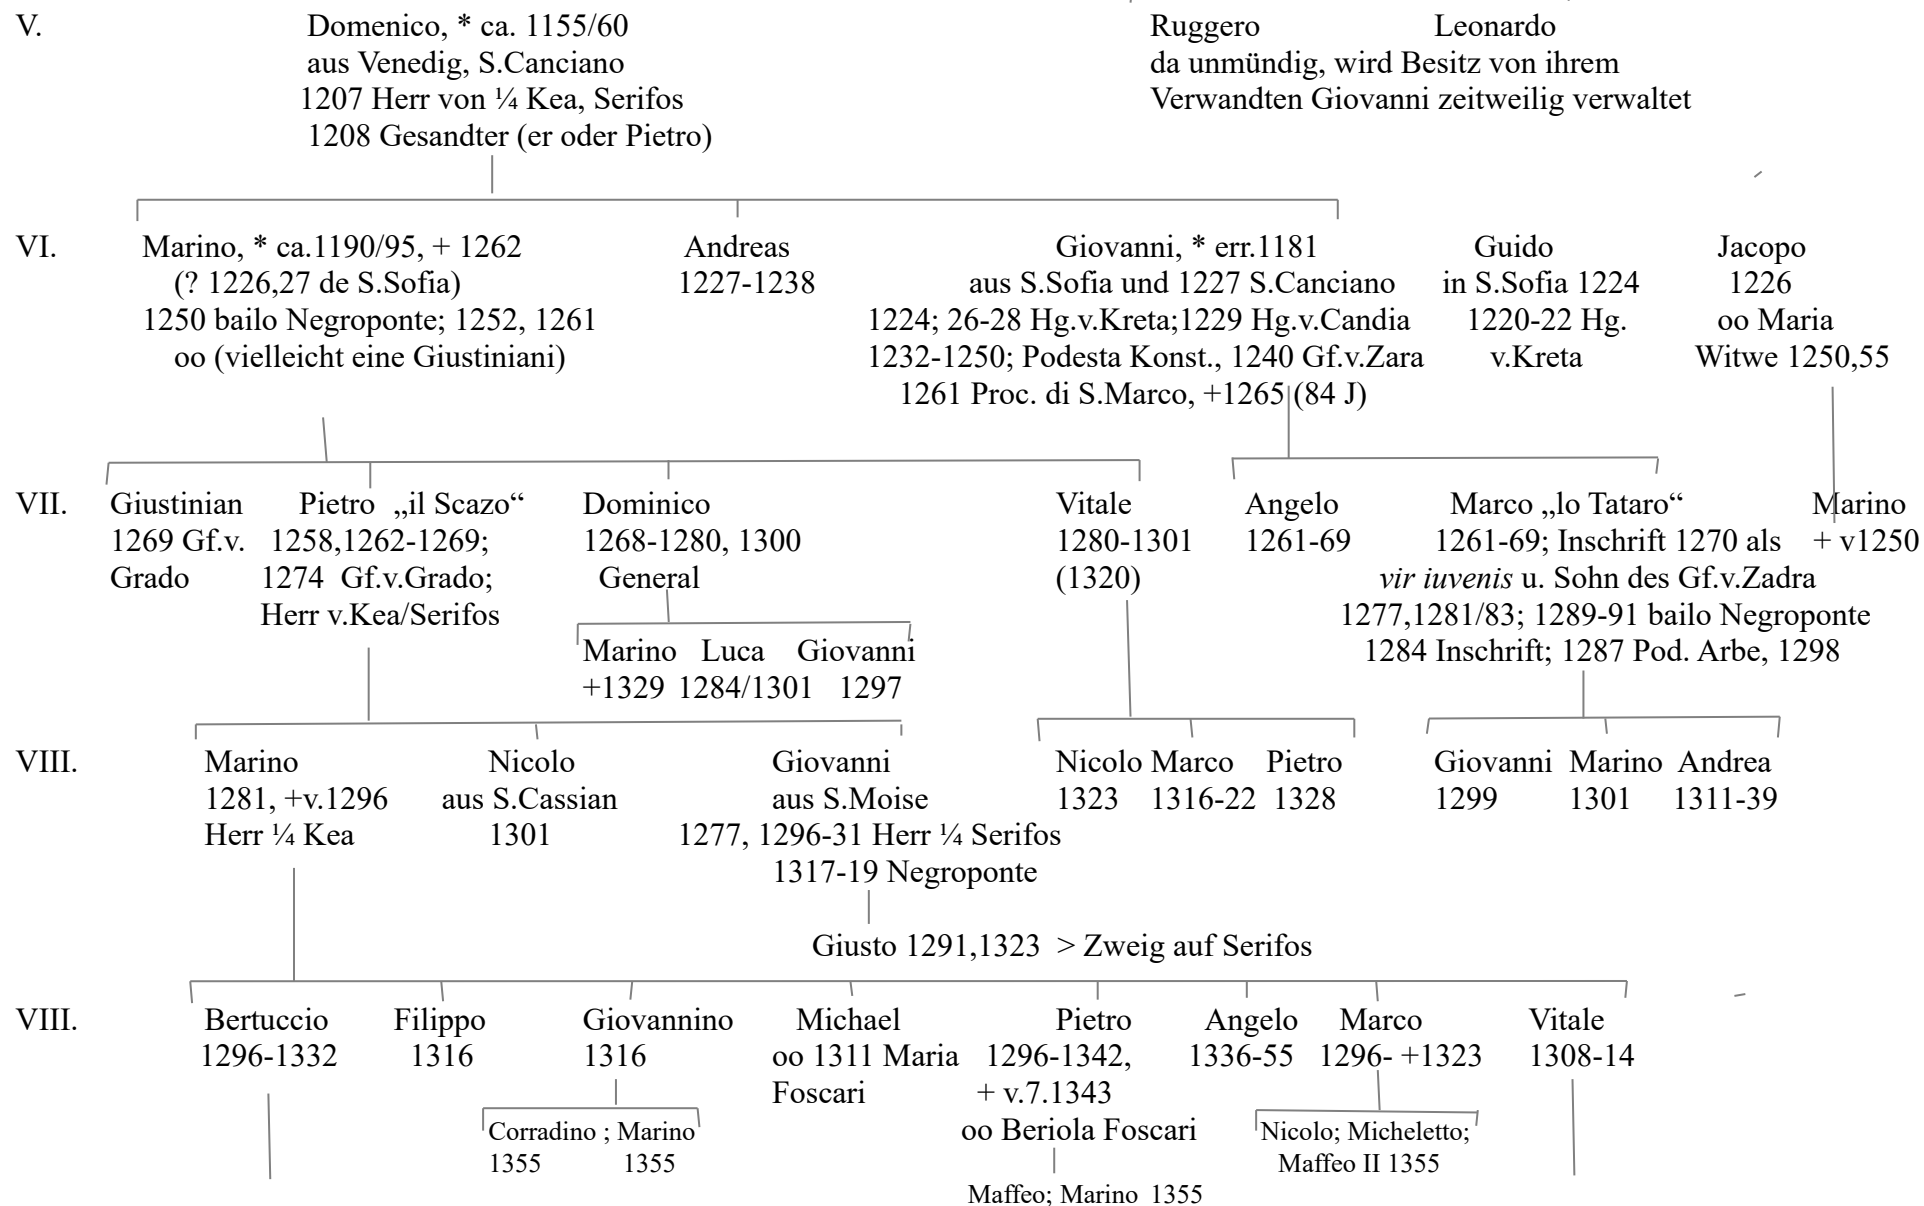 V.
Domenico, * ca. 1155/60
aus Venedig, S.Canciano
1207 Herr von ¼ Kea, Serifos
1208 Gesandter (er oder Pietro)
Ruggero Leonardo
da unmündig, wird Besitz von ihrem
Verwandten Giovanni zeitweilig verwaltet
VI.
Marino, * ca.1190/95, + 1262
(? 1226,27 de S.Sofia)
1250 bailo Negroponte; 1252, 1261
oo (vielleicht eine Giustiniani)
Andreas
1227-1238
Giovanni, * err.1181
aus S.Sofia und 1227 S.Canciano
1224; 26-28 Hg.v.Kreta;1229 Hg.v.Candia
1232-1250; Podesta Konst., 1240 Gf.v.Zara
1261 Proc. di S.Marco, +1265 (84 J)
Guido
in S.Sofia 1224
1220-22 Hg.
v.Kreta
Jacopo
1226
oo Maria
Witwe 1250,55
VII.
Giustinian
1269 Gf.v.
Grado
Pietro „il Scazo“
1258,1262-1269;
1274 Gf.v.Grado;
Herr v.Kea/Serifos
Dominico
1268-1280, 1300
General
Marino Luca Giovanni
+1329 1284/1301 1297
Vitale
1280-1301
(1320)
Angelo
1261-69
Marco „lo Tataro“
1261-69; Inschrift 1270 als
vir iuvenis u. Sohn des Gf.v.Zadra
1277,1281/83; 1289-91 bailo Negroponte
1284 Inschrift; 1287 Pod. Arbe, 1298
Marino
+ v1250
VIII.
Marino
1281, +v.1296
Herr ¼ Kea
Nicolo
aus S.Cassian
1301
Giovanni
aus S.Moise
1277, 1296-31 Herr ¼ Serifos
1317-19 Negroponte
Nicolo Marco Pietro
1323 1316-22 1328
Giovanni Marino Andrea
1299 1301 1311-39
Giusto 1291,1323 > Zweig auf Serifos
VIII.
Bertuccio
1296-1332
Filippo
1316
Giovannino
1316
Corradino ; Marino
1355 1355
Michael
oo 1311 Maria
Foscari
Pietro
1296-1342,
+ v.7.1343
oo Beriola Foscari
Maffeo; Marino 1355
Angelo
1336-55
Marco
1296- +1323
Nicolo; Micheletto;
Maffeo II 1355
Vitale
1308-14